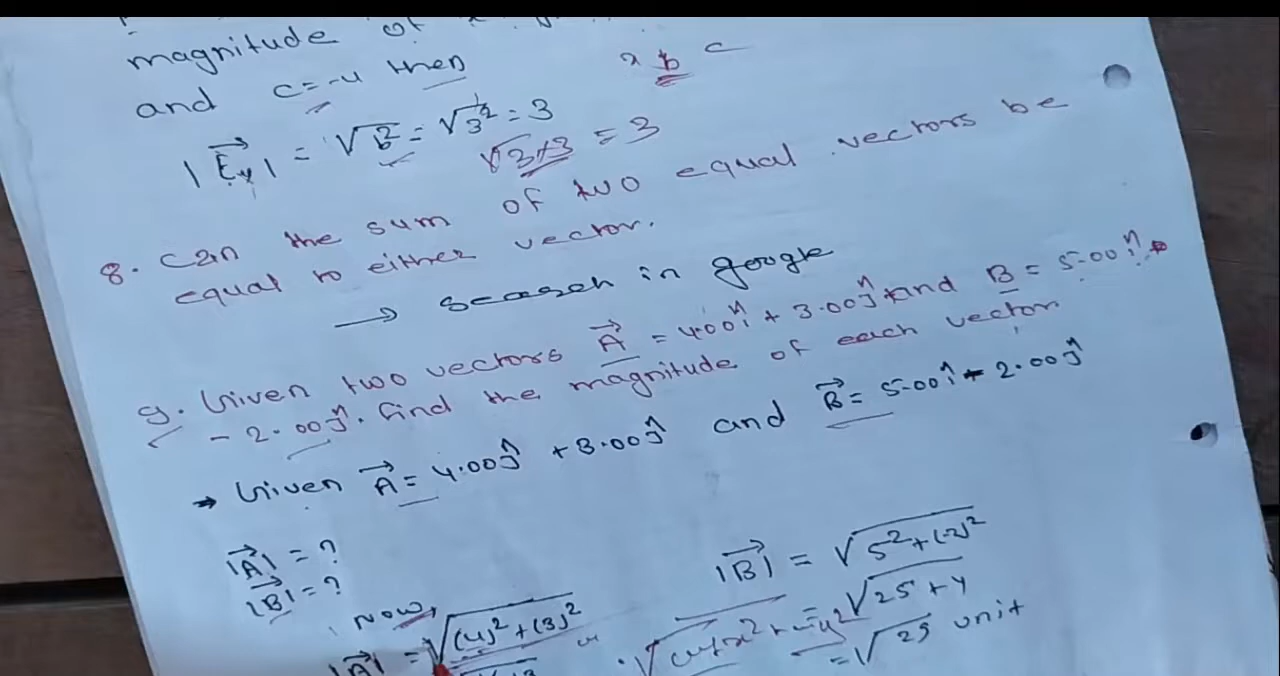 magnitude of
and c=-4 then
x b c
|E⃗y| = √b² = √3² = 3
√3+3 = 3
8. Can the sum of two equal vectors be
equal to either vector.
→ search in google
9. Given two vectors A⃗ = 4.00î + 3.00ĵ and B = 5.00î
- 2.00ĵ. find the magnitude of each vector
→ Given A⃗ = 4.00ĵ + 3.00ĵ and B⃗ = 5.00î - 2.00ĵ
|A⃗| = ?
|B⃗| = ?
Now,
|A⃗| = √(4)² + (3)²
|B⃗| = √5² + (-2)²
= √25 + 4
= √29 unit